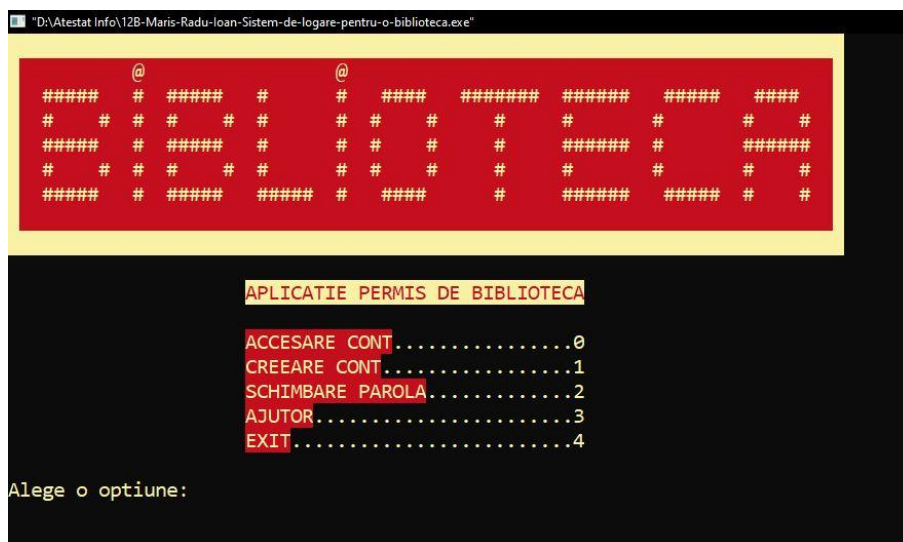 "D:\Atestat Info\12B-Maris-Radu-Ioan-Sistem-de-logare-pentru-o-biblioteca.exe"
BIBLIOTECA
APLICATIE PERMIS DE BIBLIOTECA
ACCESARE CONT................0
CREEARE CONT.................1
SCHIMBARE PAROLA.............2
AJUTOR.......................3
EXIT.........................4
Alege o optiune: